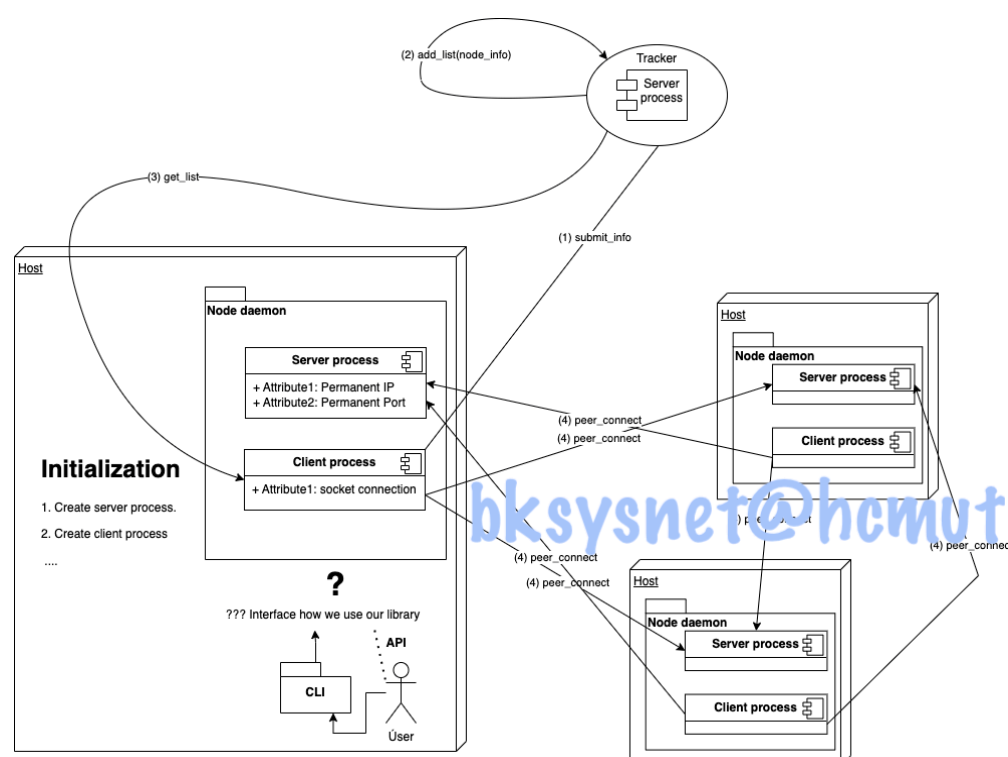 Tracker
Server
process
(2) add_list(node_info)
(3) get_list
(1) submit_info
Host
Node daemon
Server process
+ Attribute1: Permanent IP
+ Attribute2: Permanent Port
Client process
+ Attribute1: socket connection
Initialization
1. Create server process.
2. Create client process
....
?
??? Interface how we use our library
API
CLI
Úser
(4) peer_connect
(4) peer_connect
(4) peer_connect
(4) peer_connect
Host
Node daemon
Server process
Client process
bksysnet@hcmut
(4) peer_connec
Host
Node daemon
Server process
Client process